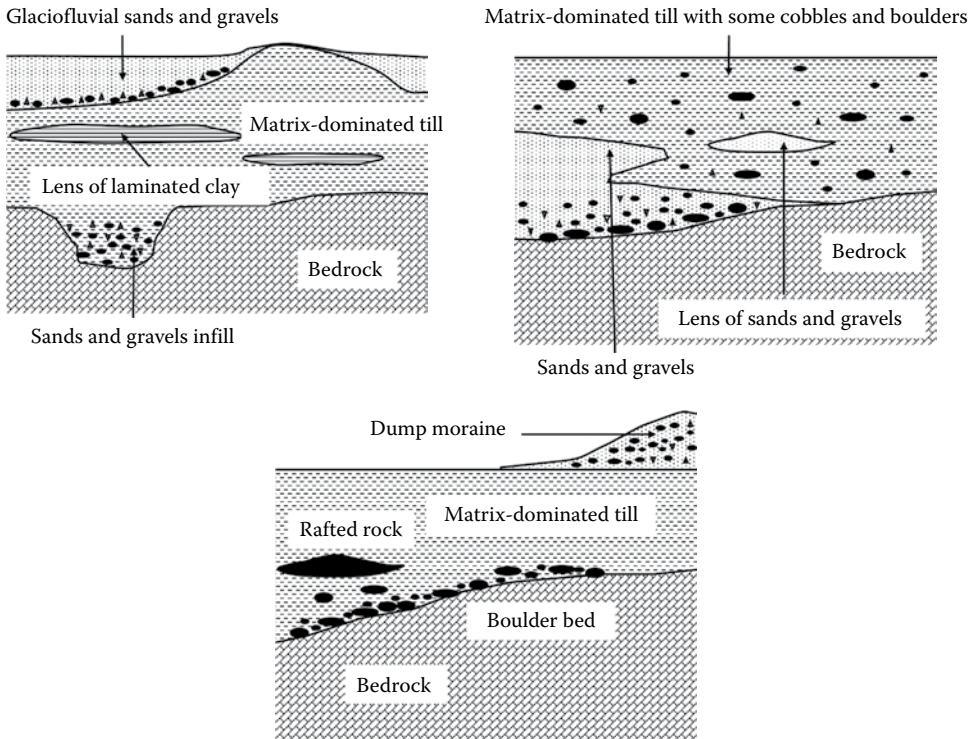 Glaciofluvial sands and gravels
Matrix-dominated till
Lens of laminated clay
Bedrock
Sands and gravels infill
Matrix-dominated till with some cobbles and boulders
Bedrock
Lens of sands and gravels
Sands and gravels
Dump moraine
Matrix-dominated till
Rafted rock
Boulder bed
Bedrock